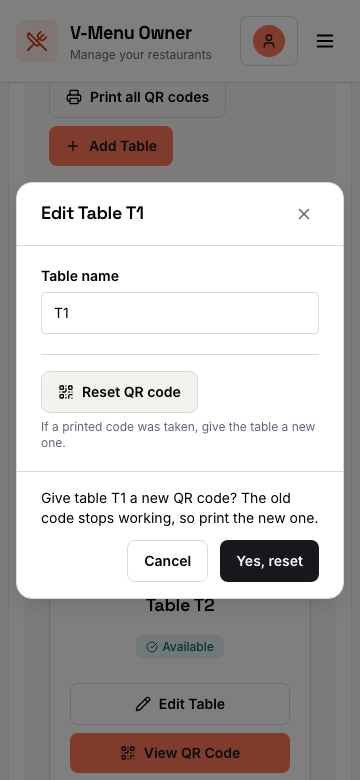 V-Menu Owner
Manage your restaurants
Print all QR codes
Add Table
Edit Table T1
Table name
T1
Reset QR code
If a printed code was taken, give the table a new
one.
Give table T1 a new QR code? The old
code stops working, so print the new one.
Cancel
Yes, reset
Table T2
Available
Edit Table
View QR Code